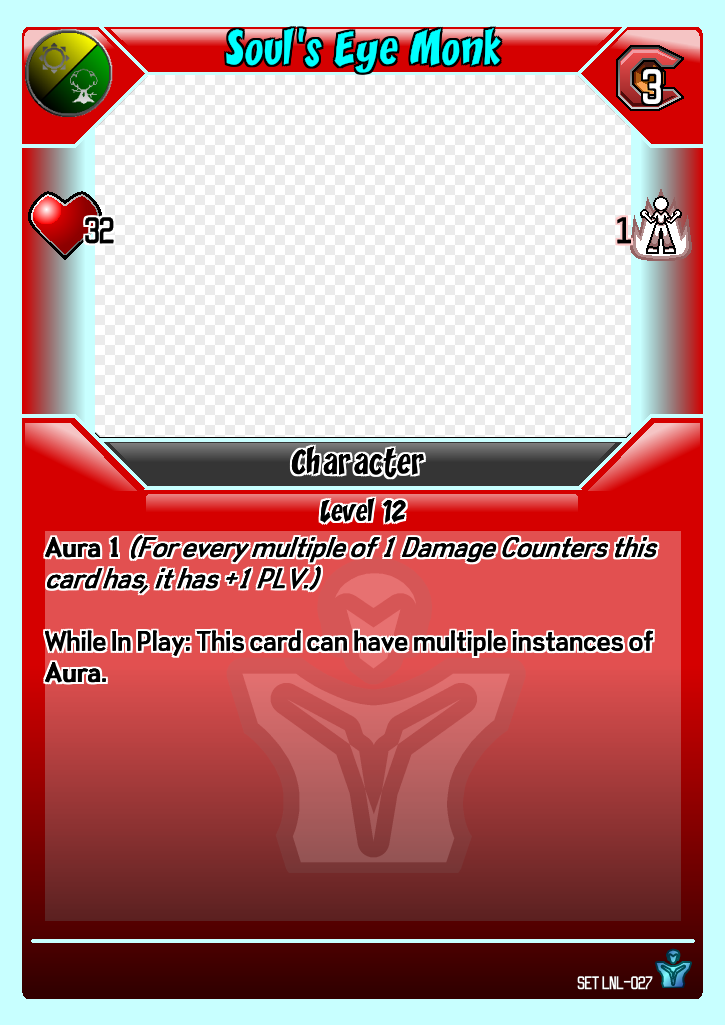 Soul's Eye Monk
3
32
1
Character
Level 12
Aura 1 (For every multiple of 1 Damage Counters this
card has, it has +1 PLV.)
While In Play: This card can have multiple instances of
Aura.
SET LNL-027